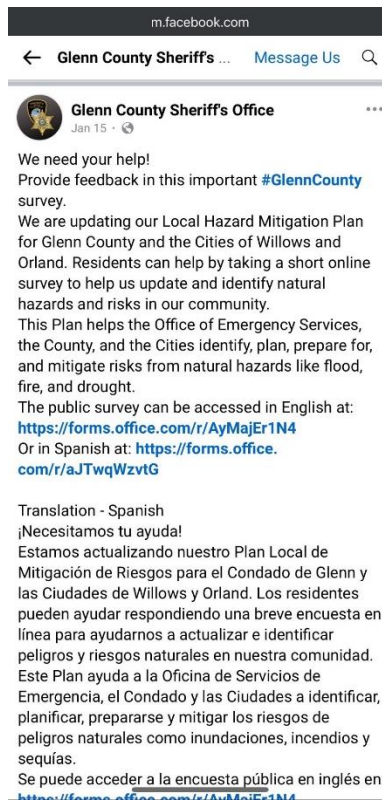 m.facebook.com
Glenn County Sheriff's ... Message Us
Glenn County Sheriff's Office
Jan 15 ·
We need your help!
Provide feedback in this important #GlennCounty
survey.
We are updating our Local Hazard Mitigation Plan
for Glenn County and the Cities of Willows and
Orland. Residents can help by taking a short online
survey to help us update and identify natural
hazards and risks in our community.
This Plan helps the Office of Emergency Services,
the County, and the Cities identify, plan, prepare for,
and mitigate risks from natural hazards like flood,
fire, and drought.
The public survey can be accessed in English at:
https://forms.office.com/r/AyMajEr1N4
Or in Spanish at: https://forms.office.
com/r/aJTwqWzvtG
Translation - Spanish
¡Necesitamos tu ayuda!
Estamos actualizando nuestro Plan Local de
Mitigación de Riesgos para el Condado de Glenn y
las Ciudades de Willows y Orland. Los residentes
pueden ayudar respondiendo una breve encuesta en
línea para ayudarnos a actualizar e identificar
peligros y riesgos naturales en nuestra comunidad.
Este Plan ayuda a la Oficina de Servicios de
Emergencia, el Condado y las Ciudades a identificar,
planificar, prepararse y mitigar los riesgos de
peligros naturales como inundaciones, incendios y
sequías.
Se puede acceder a la encuesta pública en inglés en
https://forms.office.com/r/AyMajEr1N4